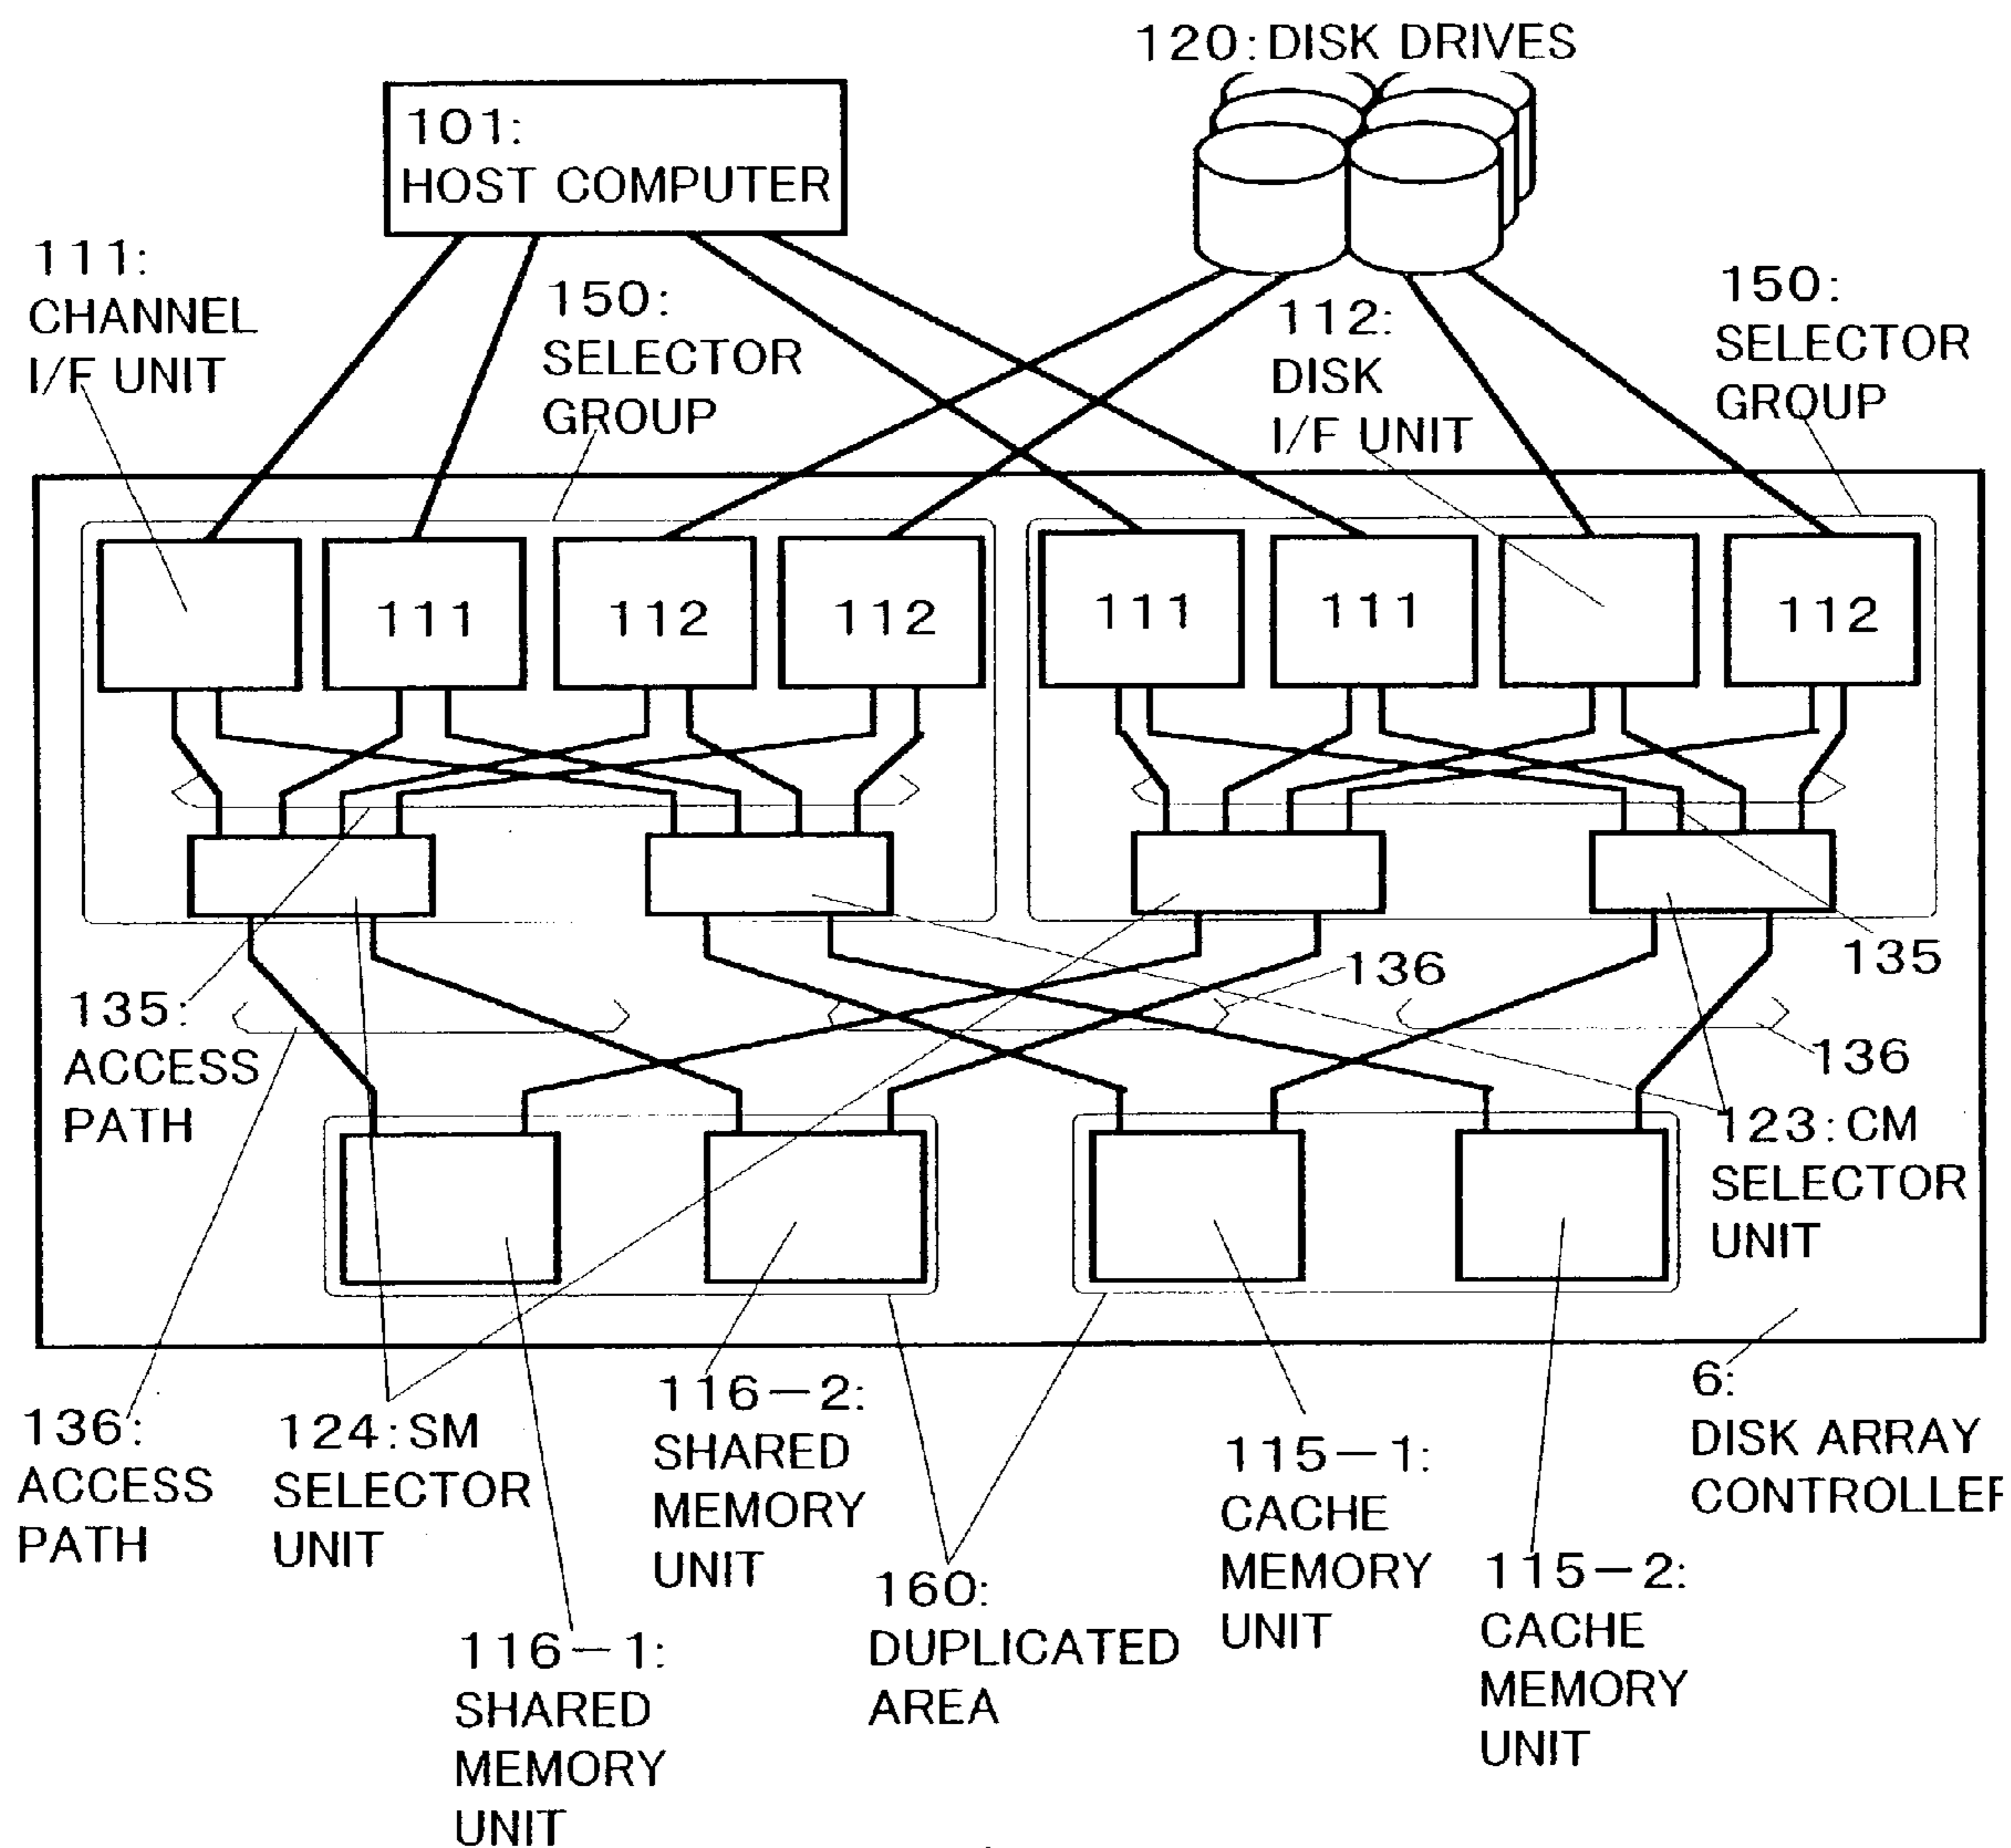 120:DISK DRIVES
101:
HOST COMPUTER
111:
CHANNEL
I/F UNIT
150:
SELECTOR
GROUP
112:
DISK
I/F UNIT
150:
SELECTOR
GROUP
111
112
112
111
111
112
135:
ACCESS
PATH
136
135
136
123:CM
SELECTOR
UNIT
136:
ACCESS
PATH
124:SM
SELECTOR
UNIT
116-2:
SHARED
MEMORY
UNIT
115-1:
CACHE
MEMORY
UNIT
6:
DISK ARRAY
CONTROLLER
116-1:
SHARED
MEMORY
UNIT
160:
DUPLICATED
AREA
115-2:
CACHE
MEMORY
UNIT